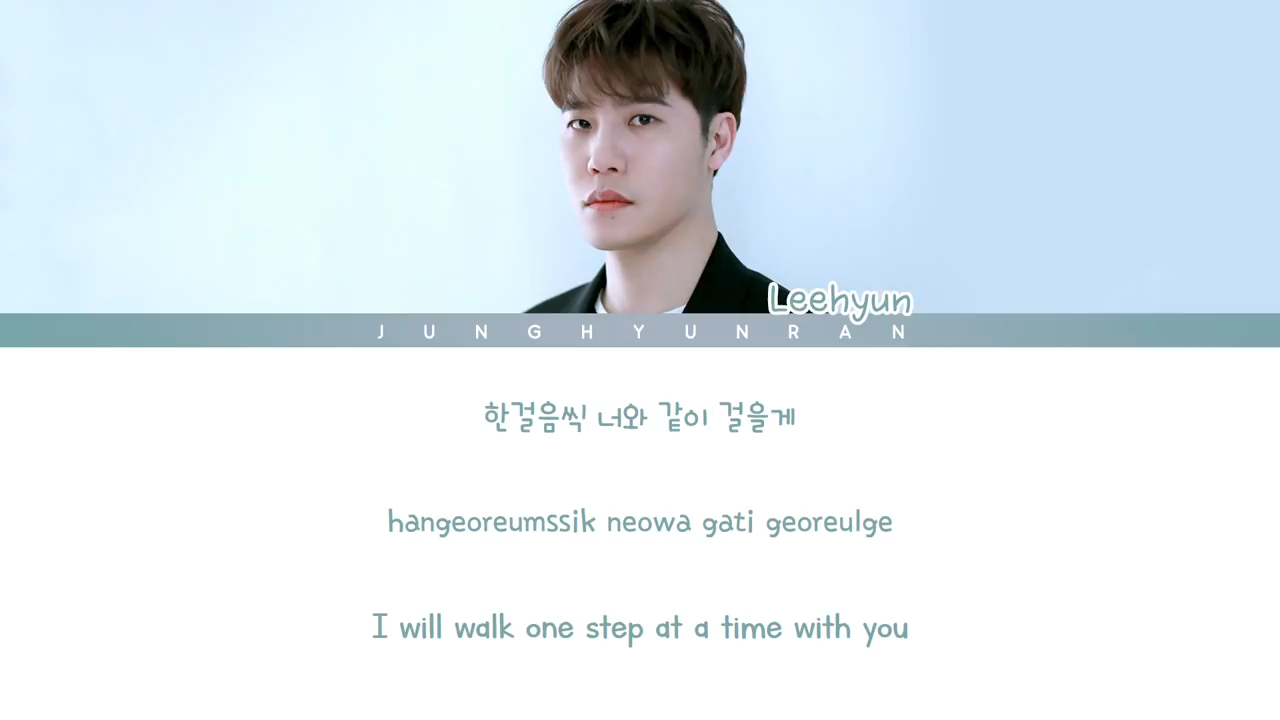 Leehyun
JUNGHYUNRAN
한걸음씩 너와 같이 걸을게
hangeoreumssik neowa gati georeulge
I will walk one step at a time with you